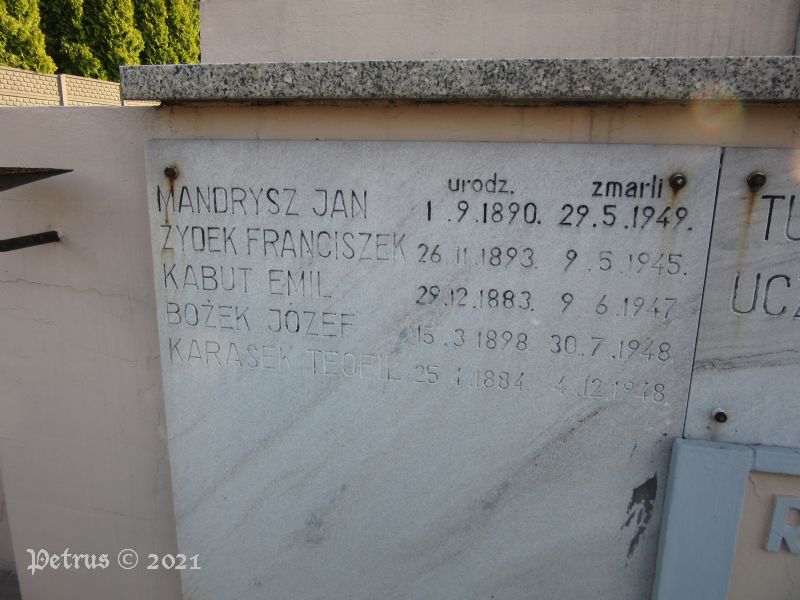 urodz. zmarli
MANDRYSZ JAN 1.9.1890. 29.5.1949.
ŻYDEK FRANCISZEK 26.11.1893. 9.5.1945.
KABUT EMIL 29.12.1883. 9.6.1947
BOŻEK JÓZEF 15.3.1898 30.7.1948
KARASEK TEOFIL 25.4.1884. 4.12.1948.
TU
UCZ
R
Petrus © 2021